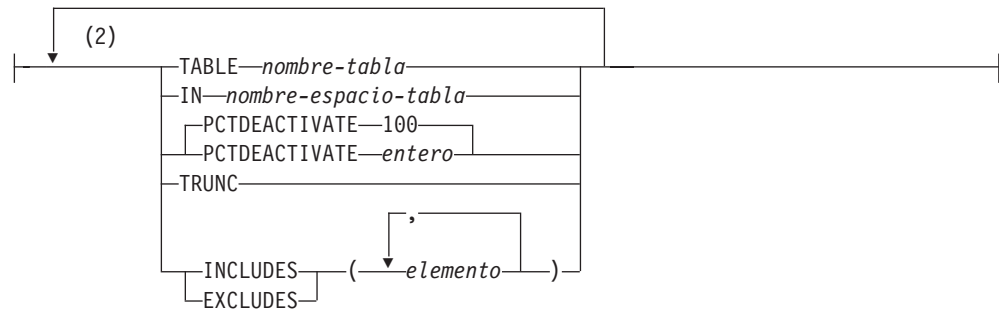 (2)
TABLE nombre-tabla
IN nombre-espacio-tabla
PCTDEACTIVATE 100
PCTDEACTIVATE entero
TRUNC
,
INCLUDES ( elemento )
EXCLUDES